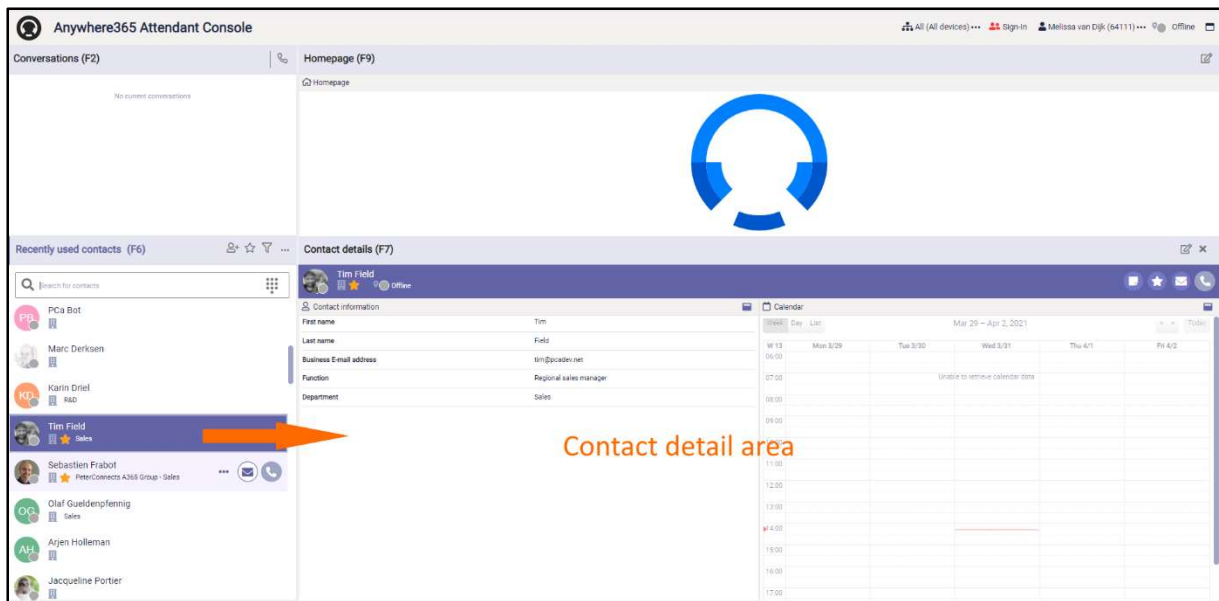 Anywhere365 Attendant Console
All (All devices) ••• Sign-In Melissa van Dijk (64111) ••• Offline
Conversations (F2)
No current conversations
Homepage (F9)
Homepage
Recently used contacts (F6)
Search for contacts
PB PCa Bot
Marc Derksen
KD Karin Driel
R&D
Tim Field
Sales
Sebastien Frabot
PeterConnects A365 Group - Sales
OG Olaf Gueldenpfennig
Sales
AH Arjen Holleman
Jacqueline Portier
Contact details (F7)
Tim Field
Offline
Contact information
First name Tim
Last name Field
Business E-mail address tim@pcadev.net
Function Regional sales manager
Department Sales
Contact detail area
Calendar
Week Day List Mar 29 – Apr 2, 2021 < > Today
W 13 Mon 3/29 Tue 3/30 Wed 3/31 Thu 4/1 Fri 4/2
06:00
07:00 Unable to retrieve calendar data
08:00
09:00
11:00
12:00
13:00
14:00
15:00
16:00
17:00